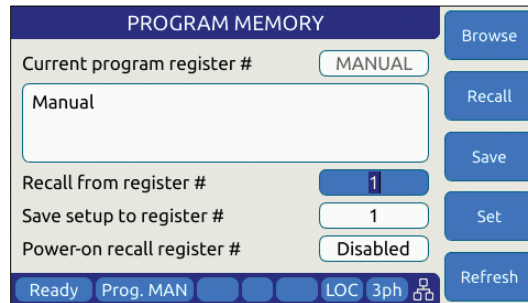 PROGRAM MEMORY
Browse
Current program register # MANUAL
Manual
Recall
Save
Recall from register # 1
Save setup to register # 1
Set
Power-on recall register # Disabled
Refresh
Ready Prog. MAN LOC 3ph